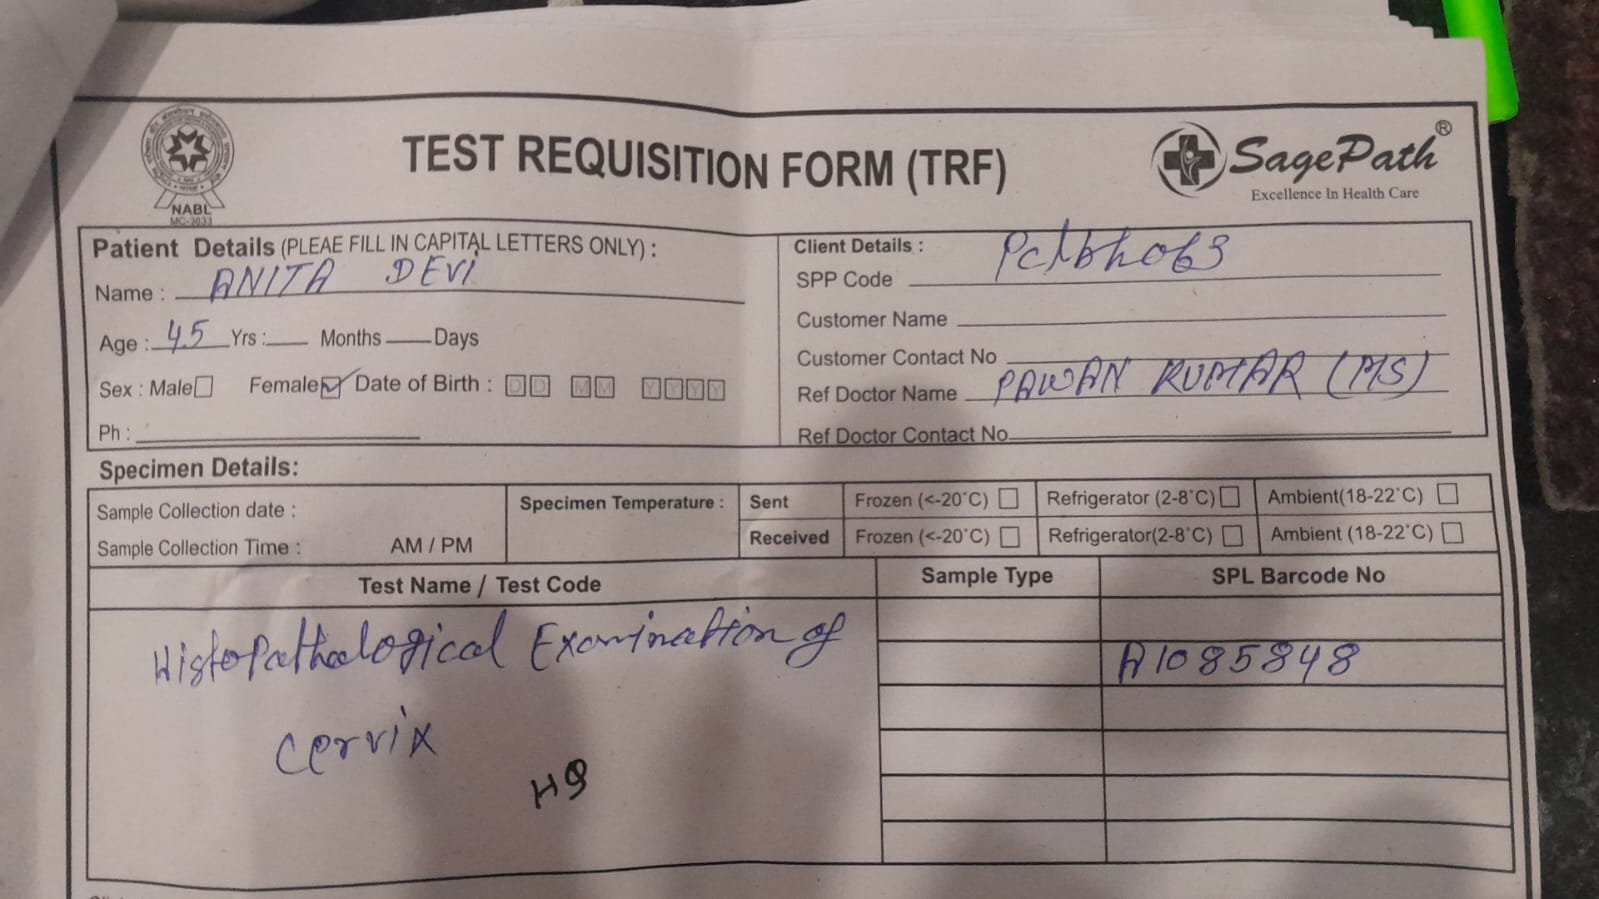 NABL
MC-3033
TEST REQUISITION FORM (TRF)
SagePath®
Excellence In Health Care
Patient Details (PLEAE FILL IN CAPITAL LETTERS ONLY) :
Name : ANITA DEVI
Age : 45 Yrs : Months Days
Sex : Male Female ✓ Date of Birth : D D M M Y Y Y Y
Ph :
Client Details :
SPP Code
Customer Name
Customer Contact No
Ref Doctor Name PAWAN KUMAR (MS)
Ref Doctor Contact No
Specimen Details:
Sample Collection date :
Sample Collection Time : AM / PM
Specimen Temperature :
Sent Frozen (<-20°C) Refrigerator (2-8°C) Ambient(18-22°C)
Received Frozen (<-20°C) Refrigerator(2-8°C) Ambient (18-22°C)
Test Name / Test Code Sample Type SPL Barcode No
Histopathalogical Examination of
cervix
A1085848